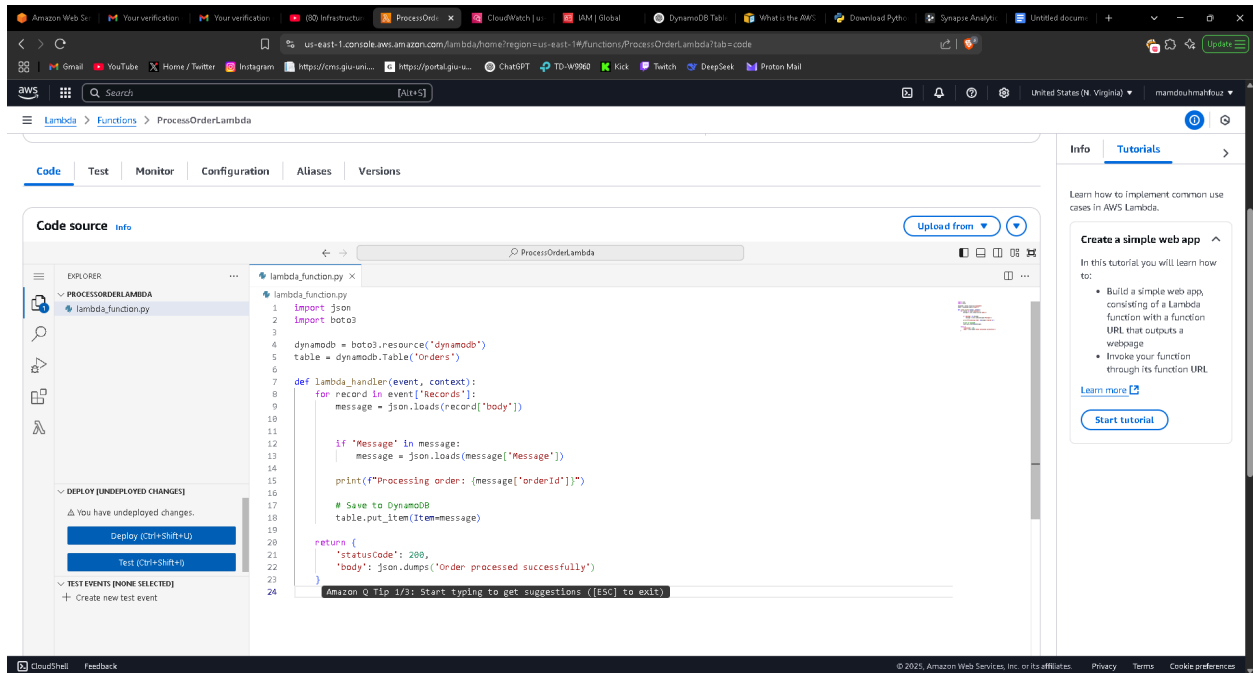 Amazon Web Ser
Your verification
Your verification
(80) Infrastructur
ProcessOrde
CloudWatch | us
IAM | Global
DynamoDB Tabl
What is the AWS
Download Pytho
Synapse Analytic
Untitled docume
us-east-1.console.aws.amazon.com/lambda/home?region=us-east-1#/functions/ProcessOrderLambda?tab=code
Update
Gmail YouTube Home / Twitter Instagram https://cms.giu-uni.... https://portal.giu-u... ChatGPT TD-W9960 Kick Twitch DeepSeek Proton Mail
aws Search [Alt+S] United States (N. Virginia) mamdouhmahfouz
Lambda > Functions > ProcessOrderLambda
Code Test Monitor Configuration Aliases Versions
Code source Info
Upload from
ProcessOrderLambda
EXPLORER
PROCESSORDERLAMBDA
lambda_function.py
1
DEPLOY [UNDEPLOYED CHANGES]
You have undeployed changes.
Deploy (Ctrl+Shift+U)
Test (Ctrl+Shift+I)
TEST EVENTS [NONE SELECTED]
Create new test event
lambda_function.py
lambda_function.py
1 import json
2 import boto3
3
4 dynamodb = boto3.resource('dynamodb')
5 table = dynamodb.Table('Orders')
6
7 def lambda_handler(event, context):
8 for record in event['Records']:
9 message = json.loads(record['body'])
10
11
12 if 'Message' in message:
13 message = json.loads(message['Message'])
14
15 print(f"Processing order: {message['orderId']}")
16
17 # Save to DynamoDB
18 table.put_item(Item=message)
19
20 return {
21 'statusCode': 200,
22 'body': json.dumps('Order processed successfully')
23 }
24 Amazon Q Tip 1/3: Start typing to get suggestions ([ESC] to exit)
Info Tutorials
Learn how to implement common use
cases in AWS Lambda.
Create a simple web app
In this tutorial you will learn how
to:
• Build a simple web app,
consisting of a Lambda
function with a function
URL that outputs a
webpage
• Invoke your function
through its function URL
Learn more
Start tutorial
CloudShell Feedback © 2025, Amazon Web Services, Inc. or its affiliates. Privacy Terms Cookie preferences